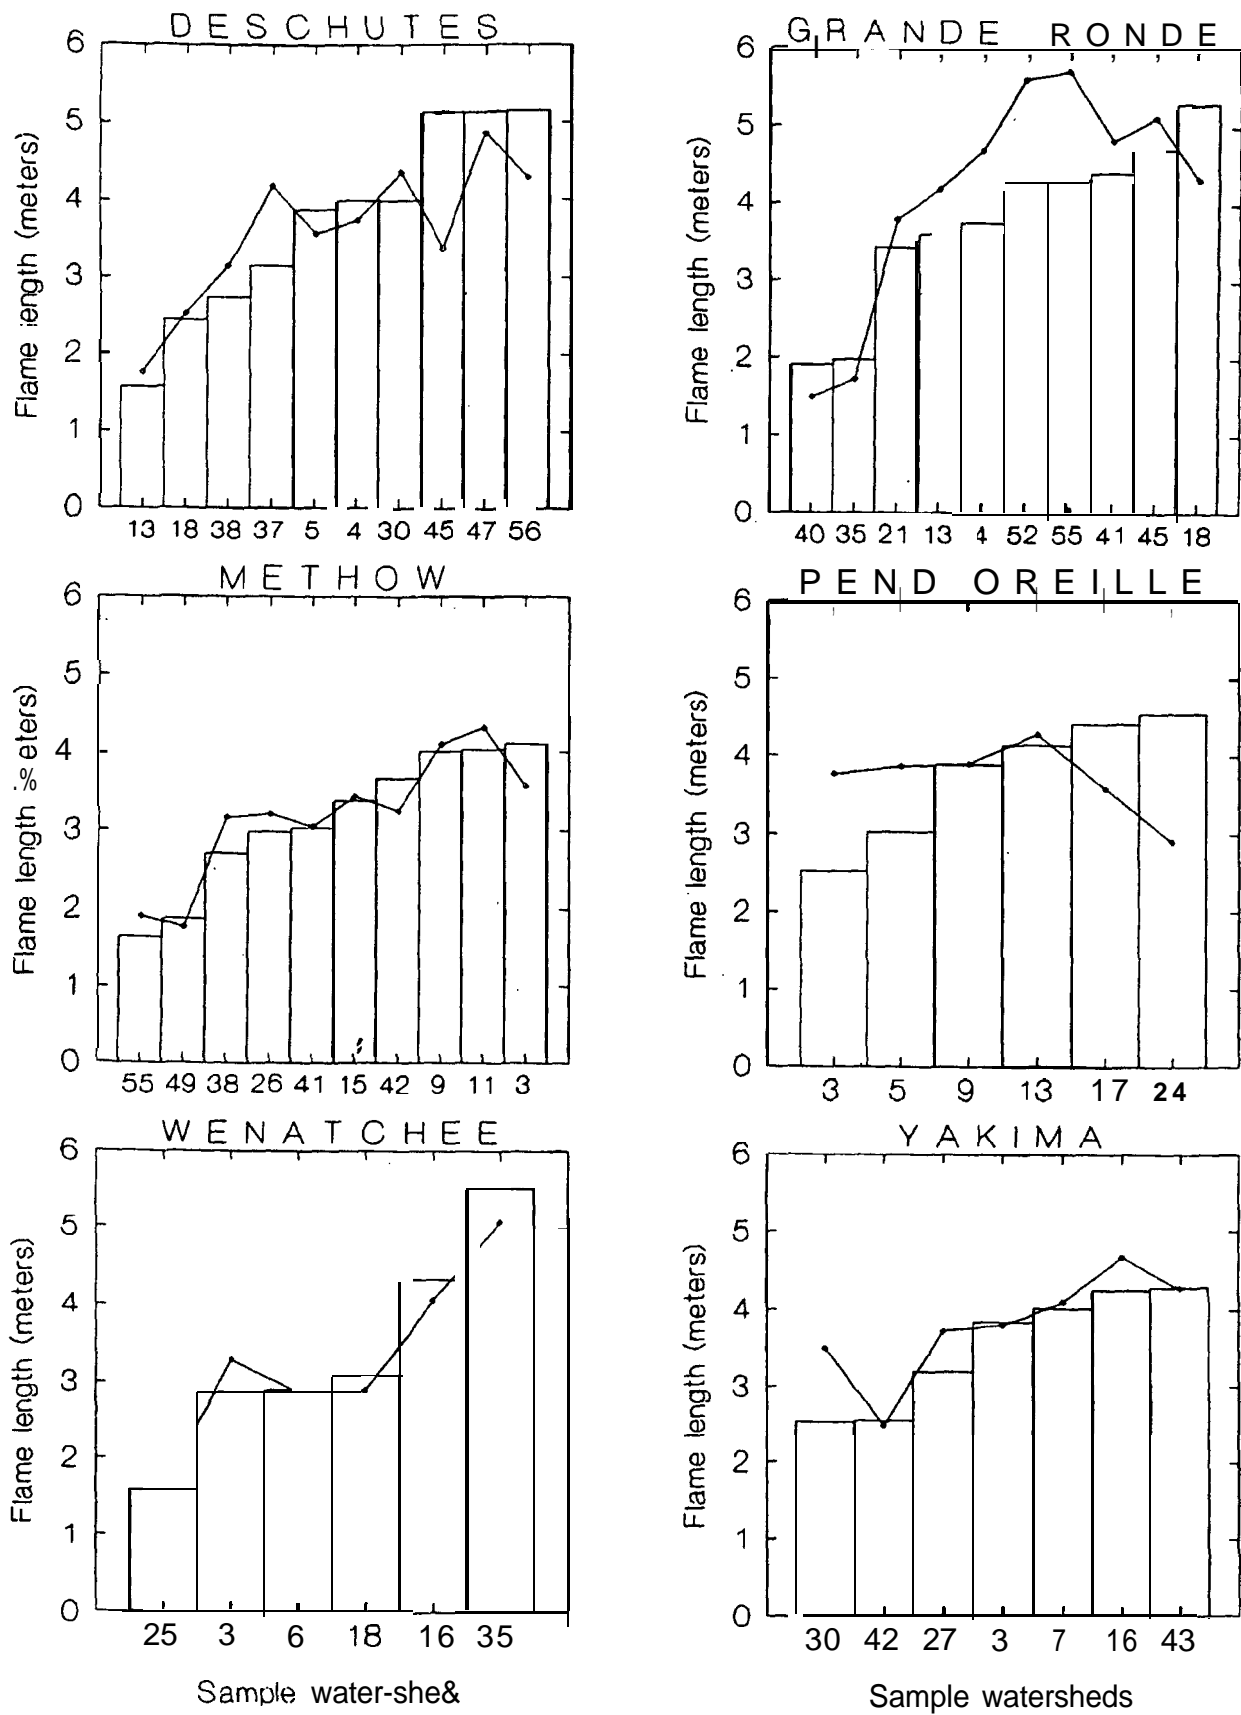 DESCHUTES
Flame length (meters)
6
5
4
3
2
1
0
13 18 38 37 5 4 30 45 47 56
GRANDE RONDE
Flame length (meters)
6
5
4
3
2
1
0
40 35 21 13 4 52 55 41 45 18
METHOW
Flame length .% eters)
6
5
4
3
2
1
0
55 49 38 26 41 15 42 9 11 3
PEND OREILLE
Flame length (meters)
6
5
4
3
2
1
0
3 5 9 13 17 24
WENATCHEE
Flame length (meters)
6
5
4
3
2
1
0
25 3 6 18 16 35
Sample water-she&
YAKIMA
Flame length (meters)
6
5
4
3
2
1
0
30 42 27 3 7 16 43
Sample watersheds